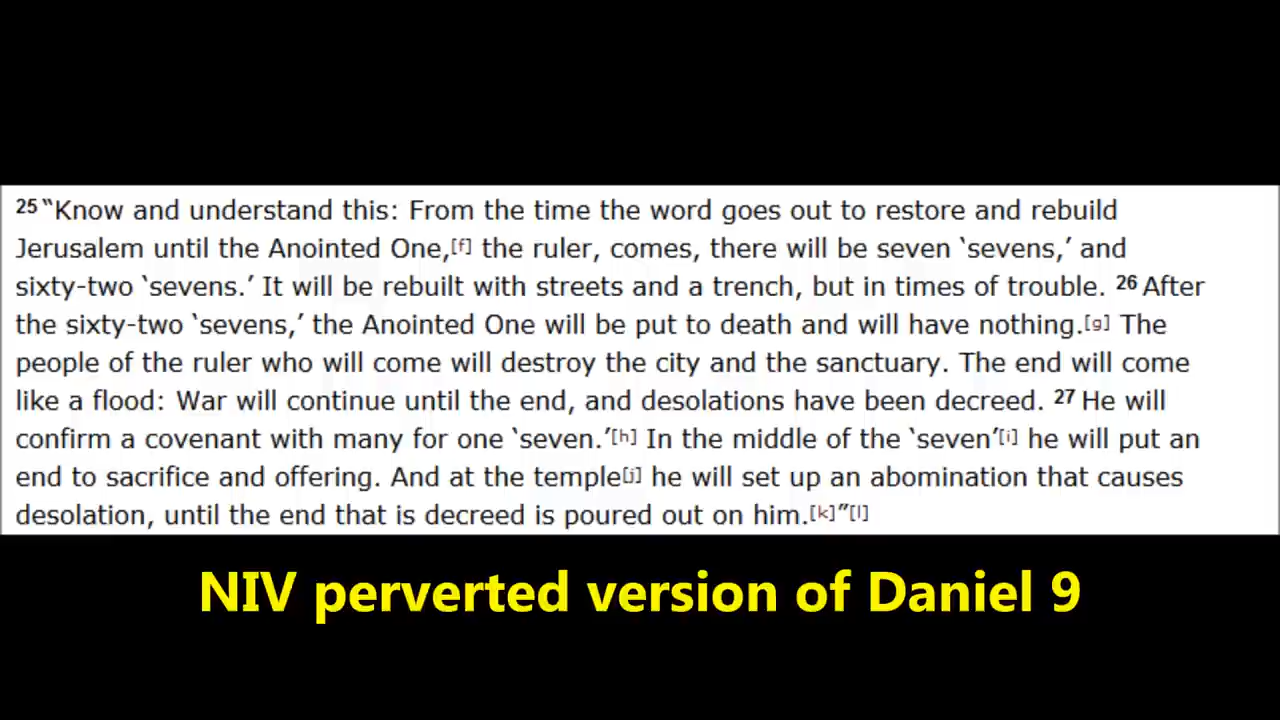 25 “Know and understand this: From the time the word goes out to restore and rebuild
Jerusalem until the Anointed One,[f] the ruler, comes, there will be seven ‘sevens,’ and
sixty-two ‘sevens.’ It will be rebuilt with streets and a trench, but in times of trouble. 26 After
the sixty-two ‘sevens,’ the Anointed One will be put to death and will have nothing.[g] The
people of the ruler who will come will destroy the city and the sanctuary. The end will come
like a flood: War will continue until the end, and desolations have been decreed. 27 He will
confirm a covenant with many for one ‘seven.’[h] In the middle of the ‘seven’[i] he will put an
end to sacrifice and offering. And at the temple[j] he will set up an abomination that causes
desolation, until the end that is decreed is poured out on him.[k]”[l]
NIV perverted version of Daniel 9